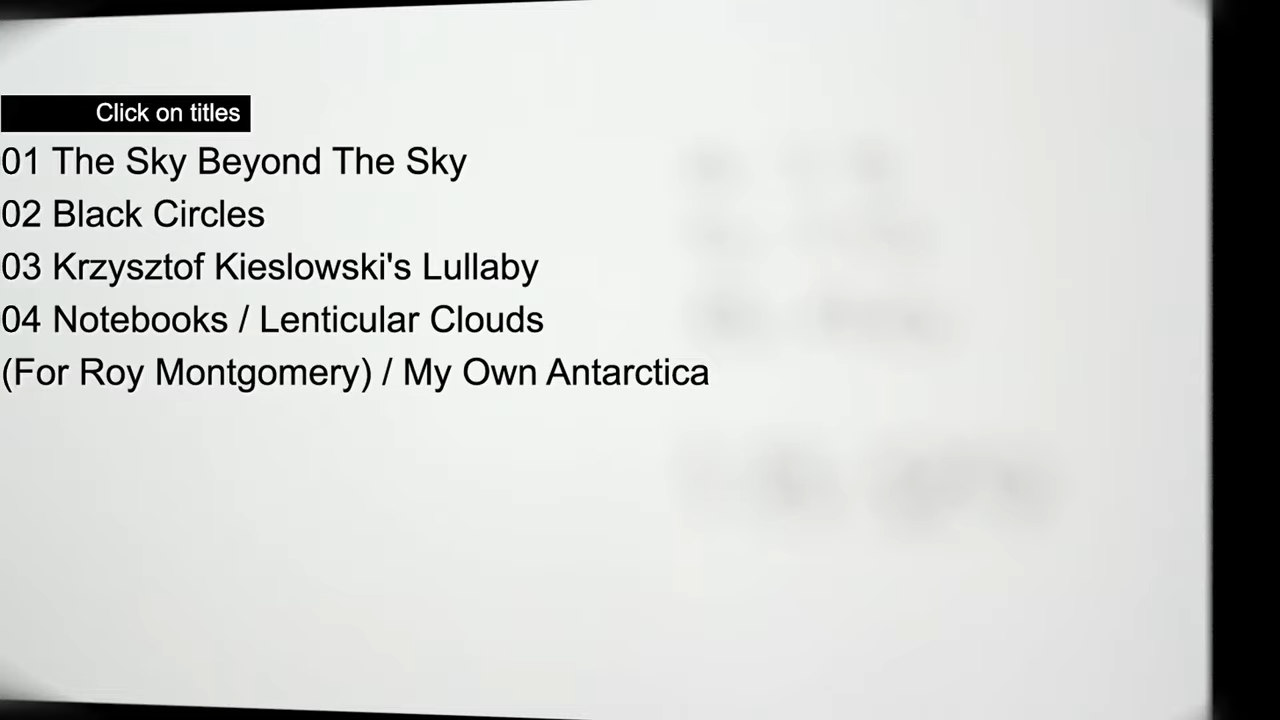 Click on titles
01 The Sky Beyond The Sky
02 Black Circles
03 Krzysztof Kieslowski's Lullaby
04 Notebooks / Lenticular Clouds
(For Roy Montgomery) / My Own Antarctica